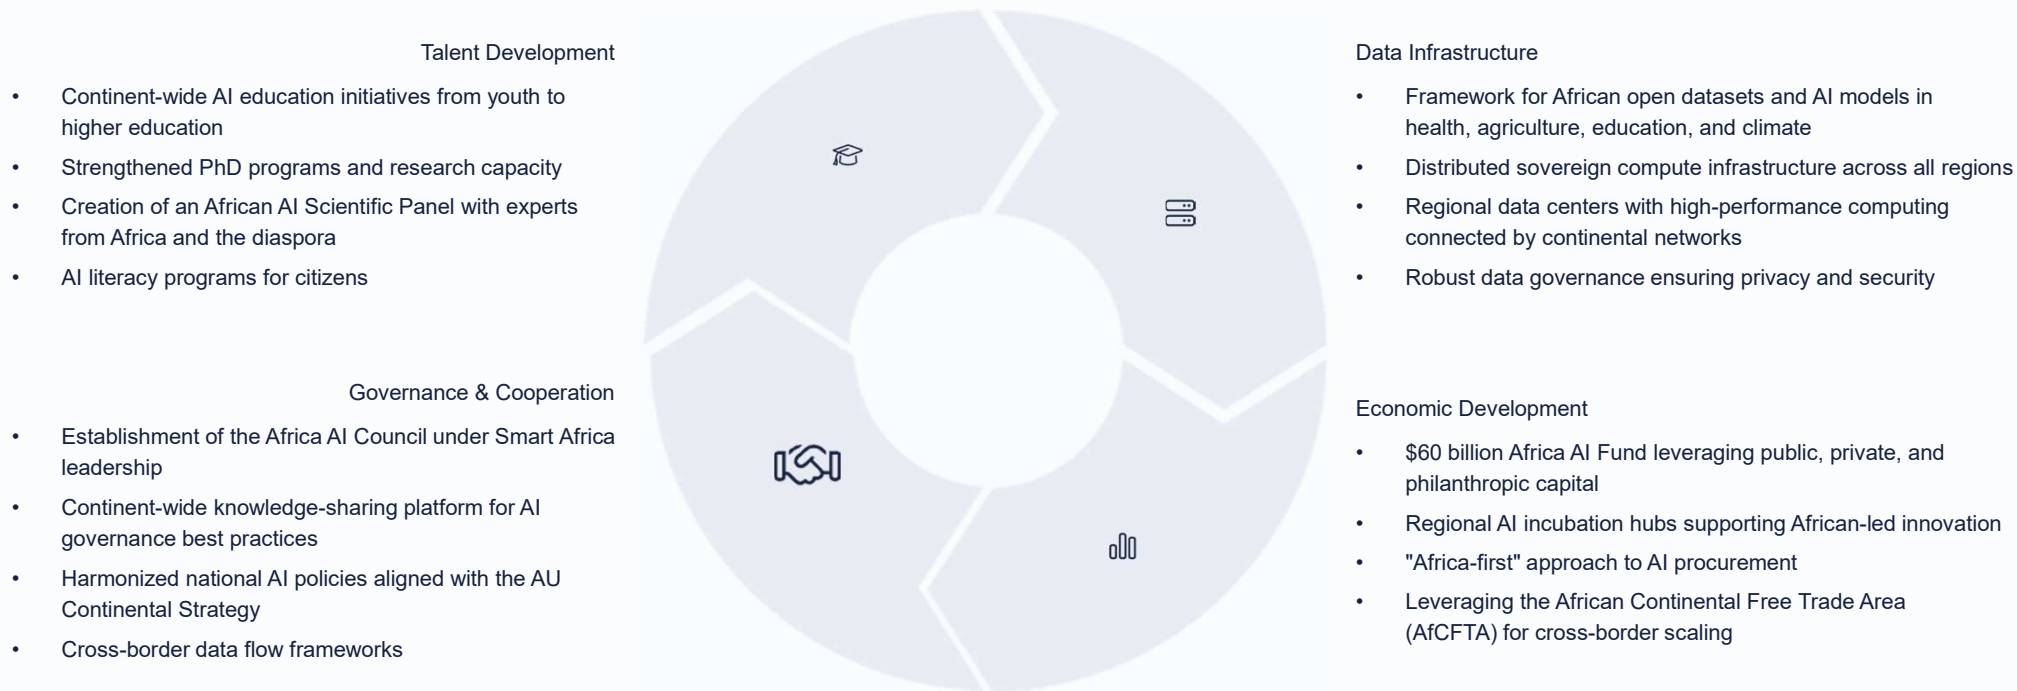 Talent Development
• Continent-wide AI education initiatives from youth to
higher education
• Strengthened PhD programs and research capacity
• Creation of an African AI Scientific Panel with experts
from Africa and the diaspora
• AI literacy programs for citizens
Data Infrastructure
• Framework for African open datasets and AI models in
health, agriculture, education, and climate
• Distributed sovereign compute infrastructure across all regions
• Regional data centers with high-performance computing
connected by continental networks
• Robust data governance ensuring privacy and security
Governance & Cooperation
• Establishment of the Africa AI Council under Smart Africa
leadership
• Continent-wide knowledge-sharing platform for AI
governance best practices
• Harmonized national AI policies aligned with the AU
Continental Strategy
• Cross-border data flow frameworks
Economic Development
• $60 billion Africa AI Fund leveraging public, private, and
philanthropic capital
• Regional AI incubation hubs supporting African-led innovation
• "Africa-first" approach to AI procurement
• Leveraging the African Continental Free Trade Area
(AfCFTA) for cross-border scaling